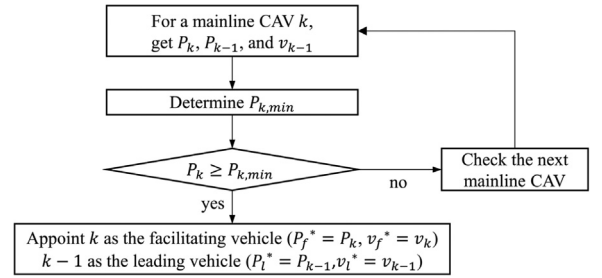 For a mainline CAV k,
get P_k, P_{k−1}, and v_{k−1}
Determine P_{k,min}
P_k ≥ P_{k,min}
no
Check the next
mainline CAV
yes
Appoint k as the facilitating vehicle (P_f^* = P_k, v_f^* = v_k)
k − 1 as the leading vehicle (P_l^* = P_{k−1},v_l^* = v_{k−1})